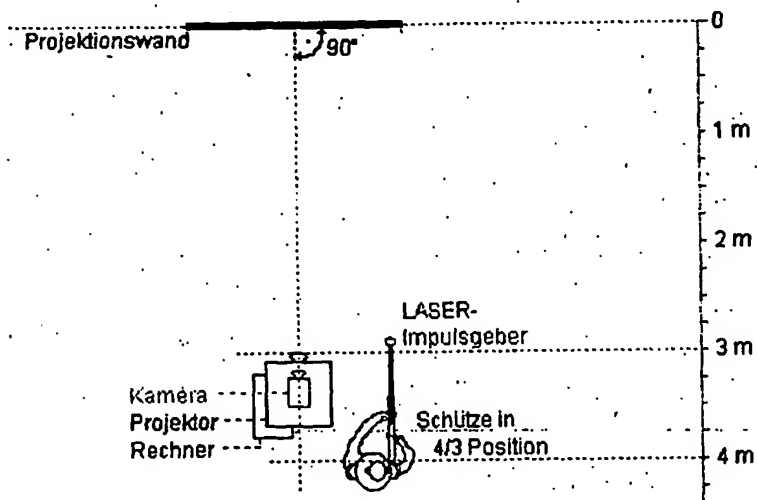 0
Projektionswand
90°
1 m
2 m
LASER-
Impulsgeber
3 m
Kamera
Projektor
Rechner
Schütze in
4/3 Position
4 m